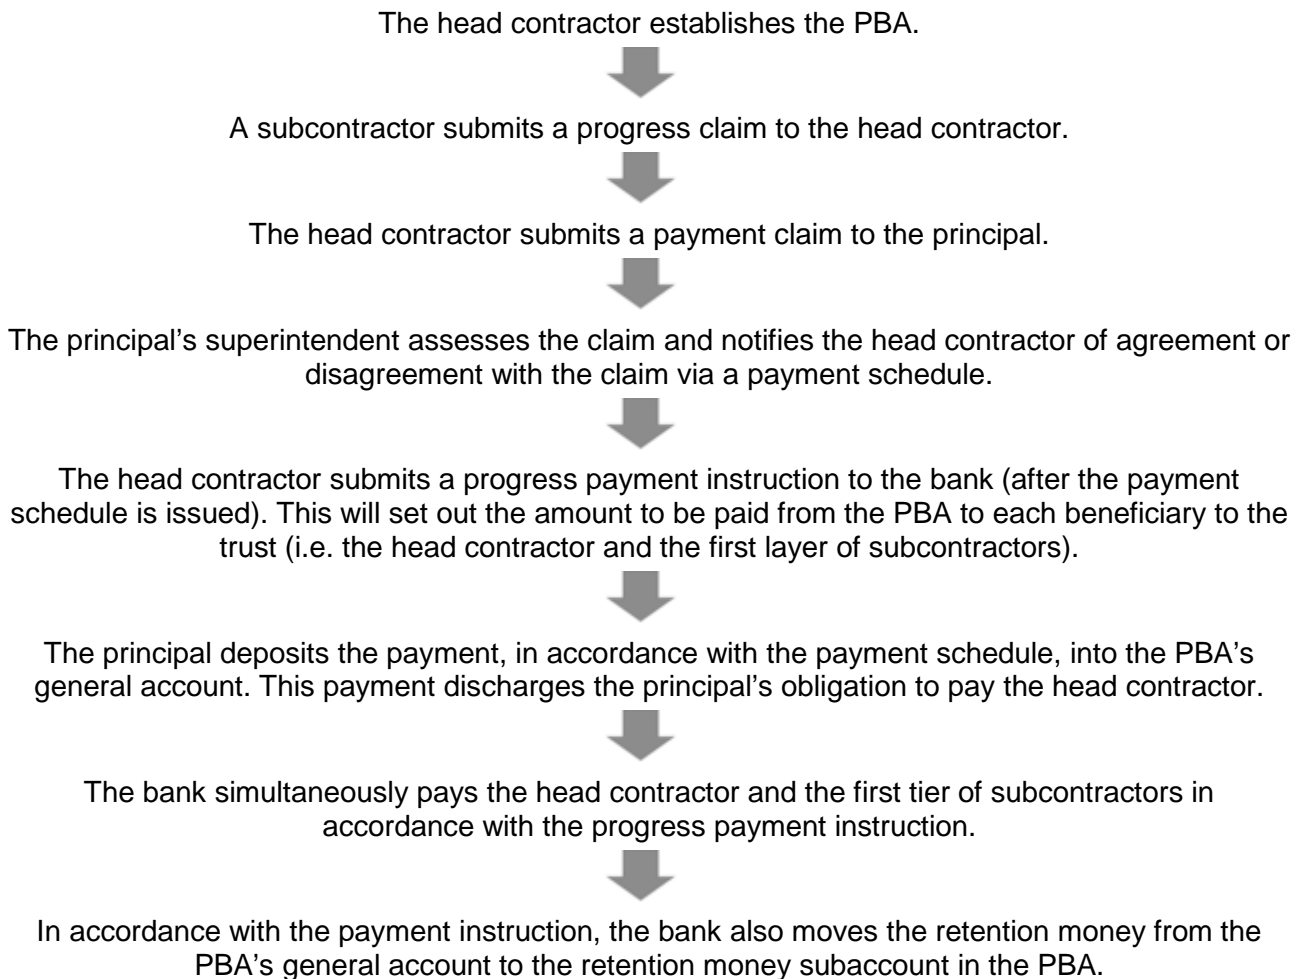 The head contractor establishes the PBA.
A subcontractor submits a progress claim to the head contractor.
The head contractor submits a payment claim to the principal.
The principal’s superintendent assesses the claim and notifies the head contractor of agreement or
disagreement with the claim via a payment schedule.
The head contractor submits a progress payment instruction to the bank (after the payment
schedule is issued). This will set out the amount to be paid from the PBA to each beneficiary to the
trust (i.e. the head contractor and the first layer of subcontractors).
The principal deposits the payment, in accordance with the payment schedule, into the PBA’s
general account. This payment discharges the principal’s obligation to pay the head contractor.
The bank simultaneously pays the head contractor and the first tier of subcontractors in
accordance with the progress payment instruction.
In accordance with the payment instruction, the bank also moves the retention money from the
PBA’s general account to the retention money subaccount in the PBA.